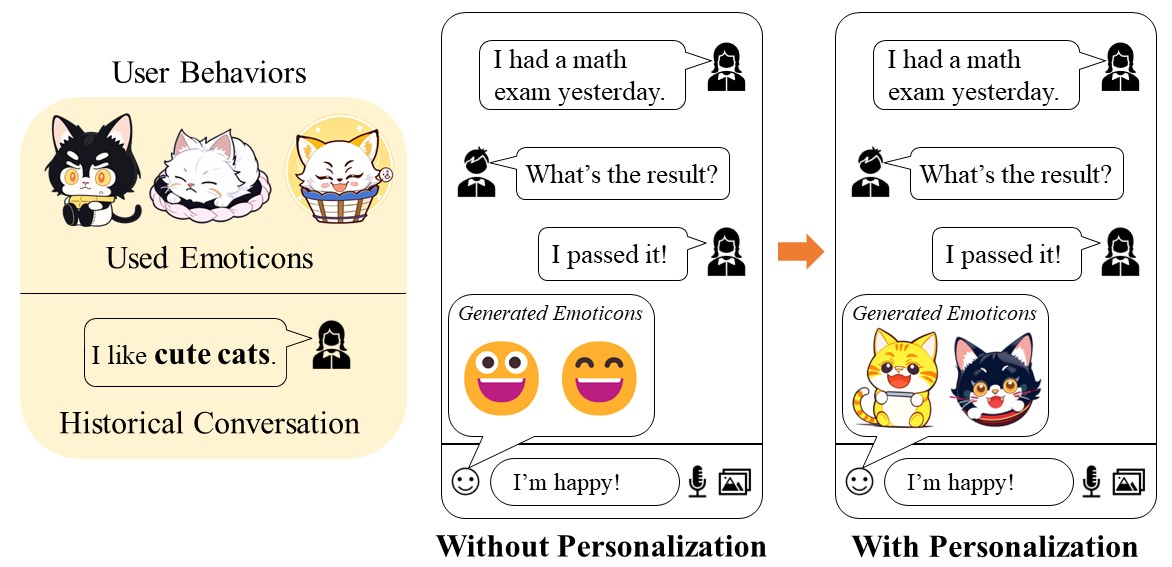 User Behaviors
Used Emoticons
I like cute cats.
Historical Conversation
I had a math
exam yesterday.
What's the result?
I passed it!
Generated Emoticons
I'm happy!
Without Personalization
I had a math
exam yesterday.
What's the result?
I passed it!
Generated Emoticons
I'm happy!
With Personalization